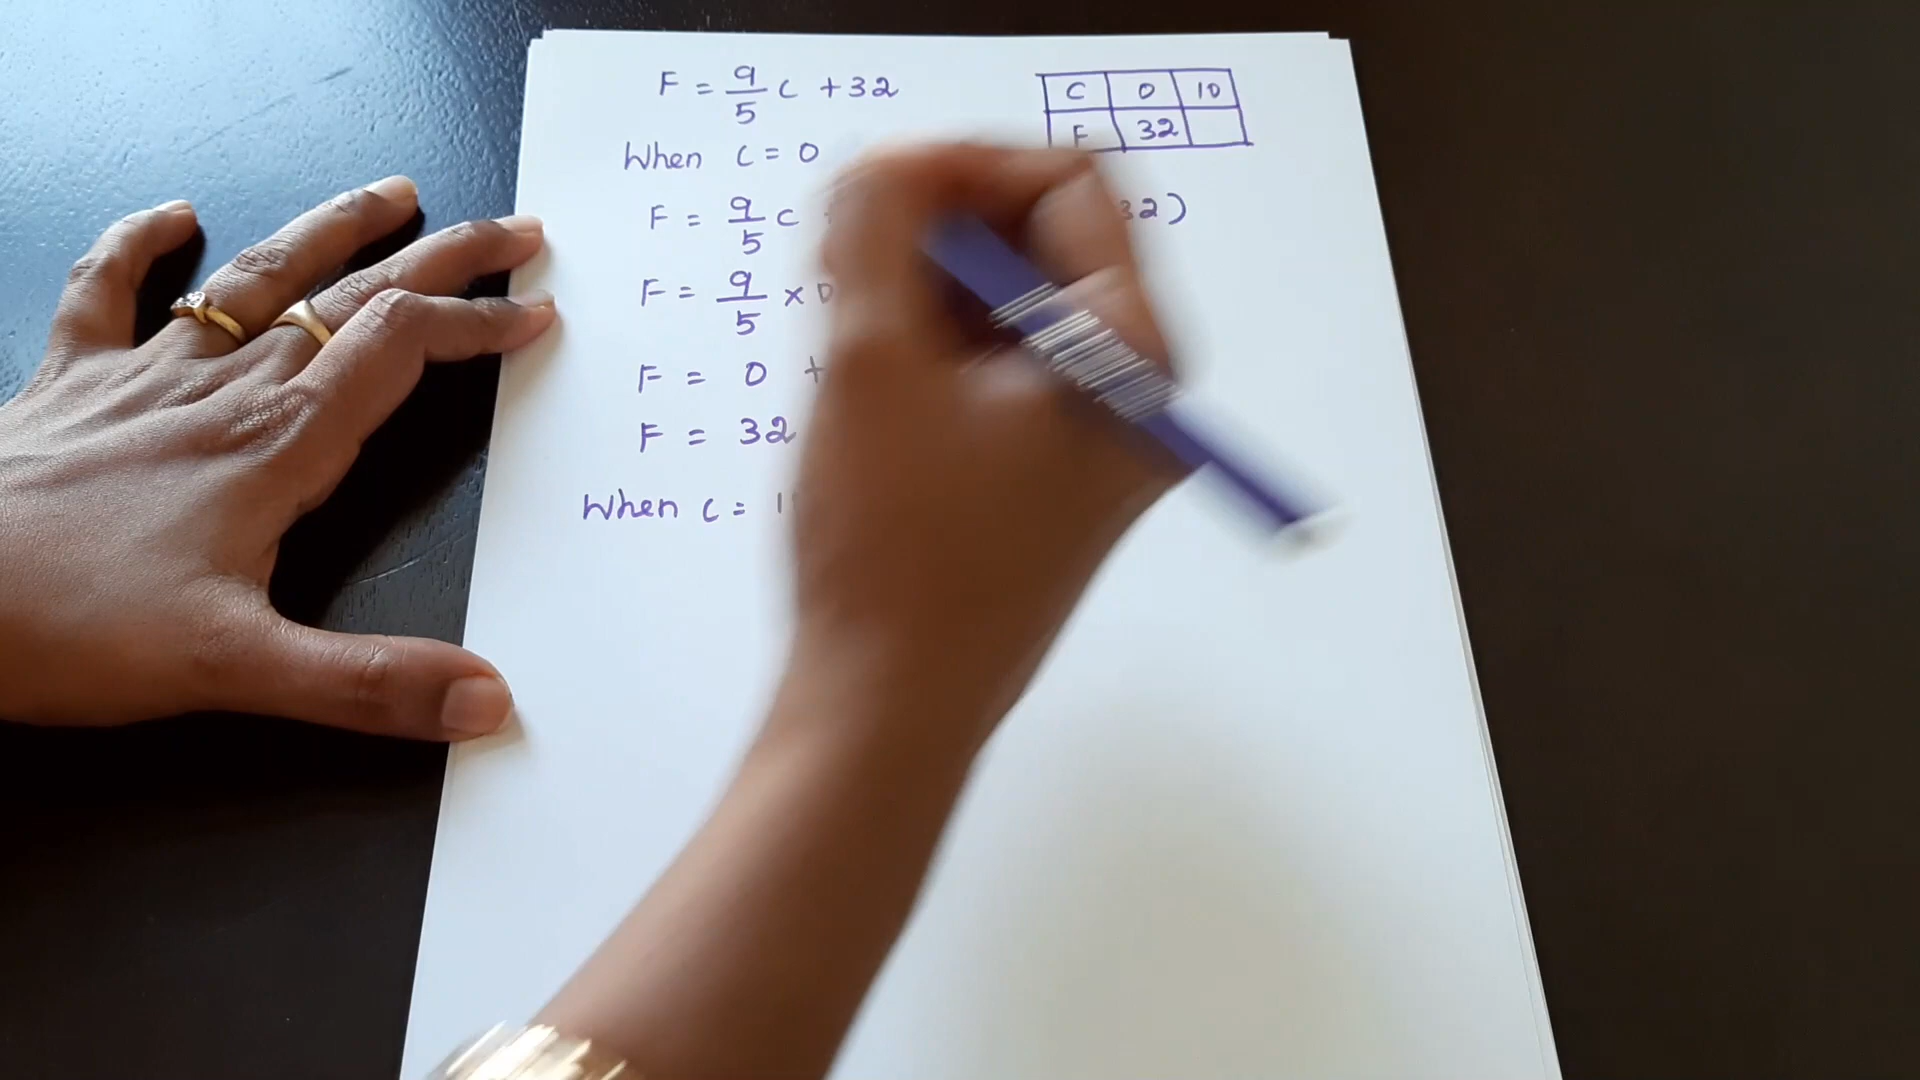 F = 9/5 C + 32
C 0 10
F 32
When C = 0
F = 9/5 C
32)
F = 9/5 × 0
F = 0 +
F = 32
When C =